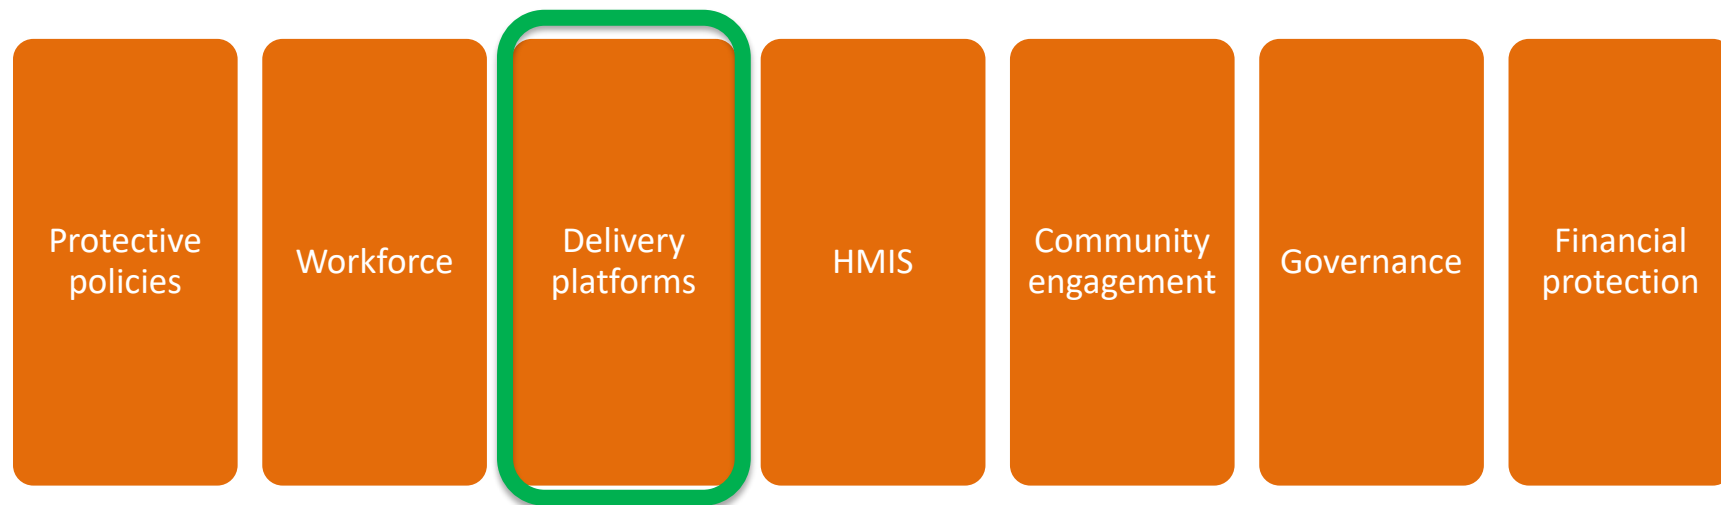 Protective
policies
Workforce
Delivery
platforms
HMIS
Community
engagement
Governance
Financial
protection